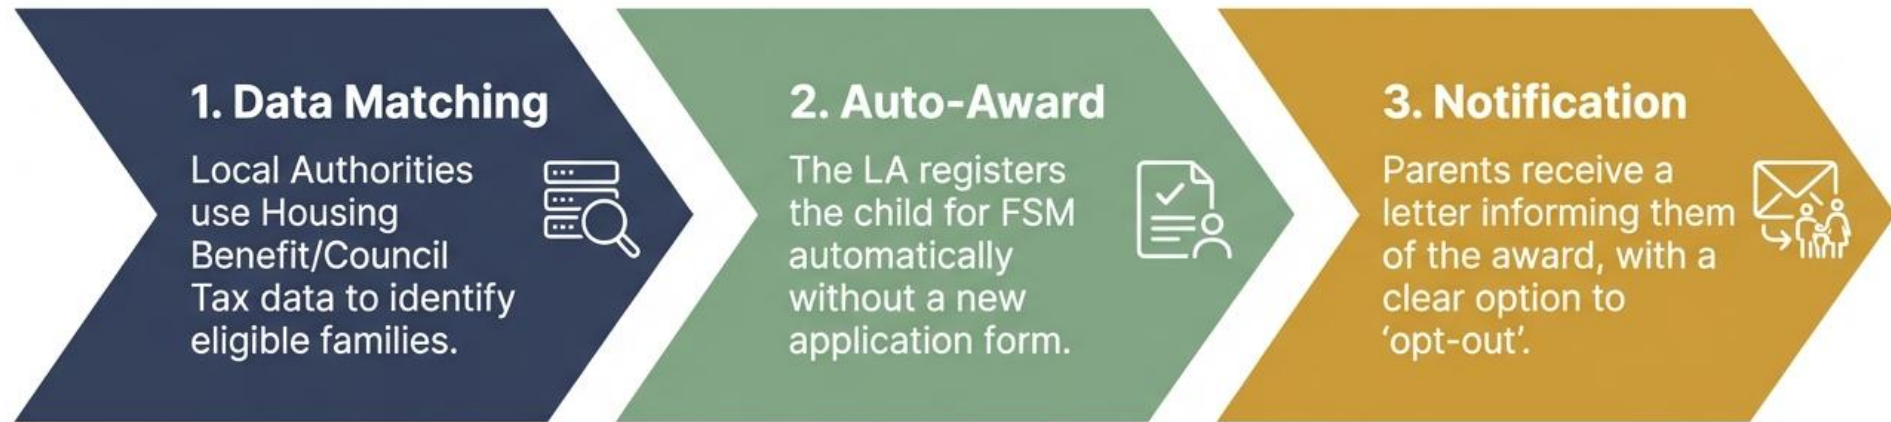 1. Data Matching
Local Authorities
use Housing
Benefit/Council
Tax data to identify
eligible families.
2. Auto-Award
The LA registers
the child for FSM
automatically
without a new
application form.
3. Notification
Parents receive a
letter informing them
of the award, with a
clear option to
‘opt-out’.